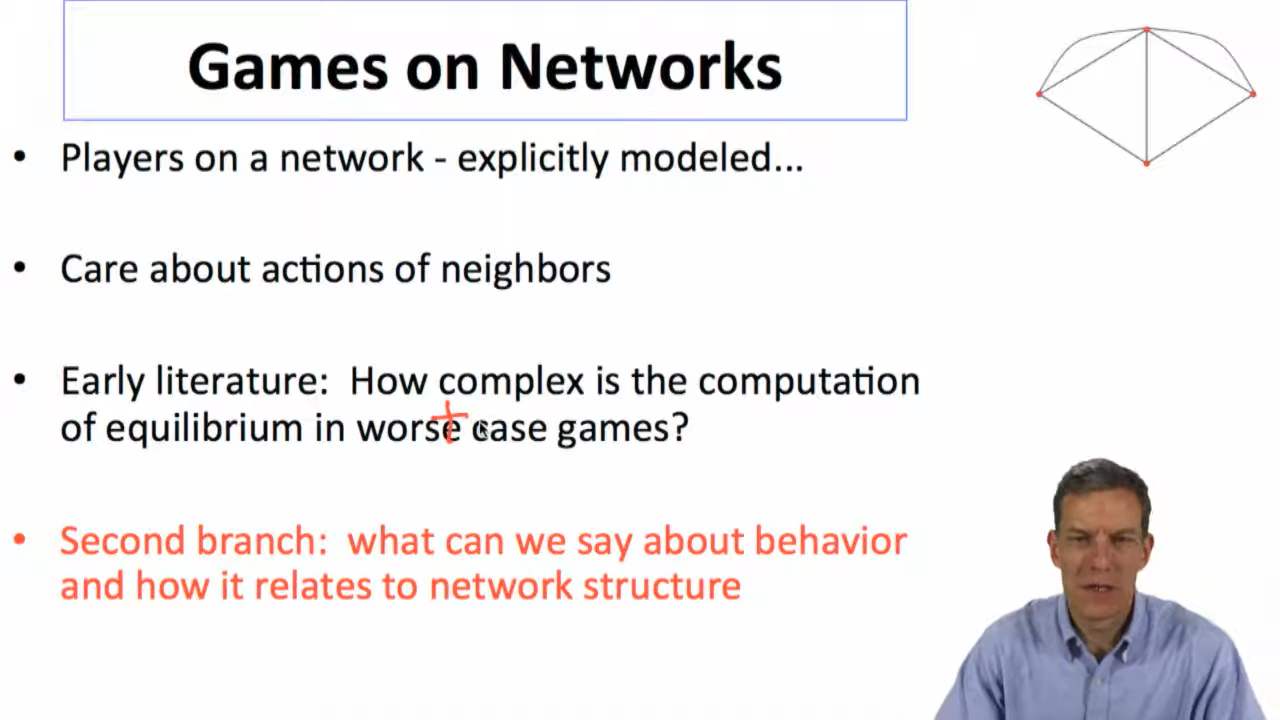 Games on Networks
• Players on a network - explicitly modeled...
• Care about actions of neighbors
• Early literature:  How complex is the computation
of equilibrium in worse case games?
t
• Second branch:  what can we say about behavior
and how it relates to network structure